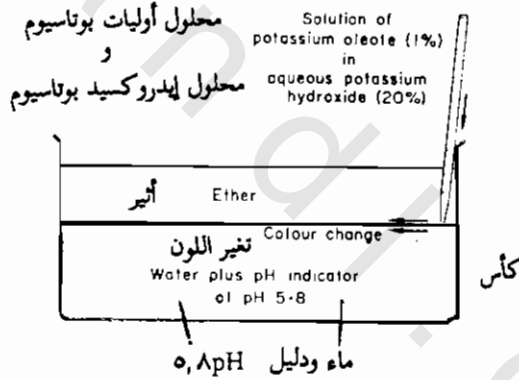 محلول أوليات بوتاسيوم
و
محلول إيدروكسيد بوتاسيوم
Solution of
potassium oleate (1%)
in
aqueous potassium
hydroxide (20%)
أثير Ether
Colour change
تغير اللون
Water plus pH indicator
of pH 5·8
كأس
ماء ودليل ٥,٨pH